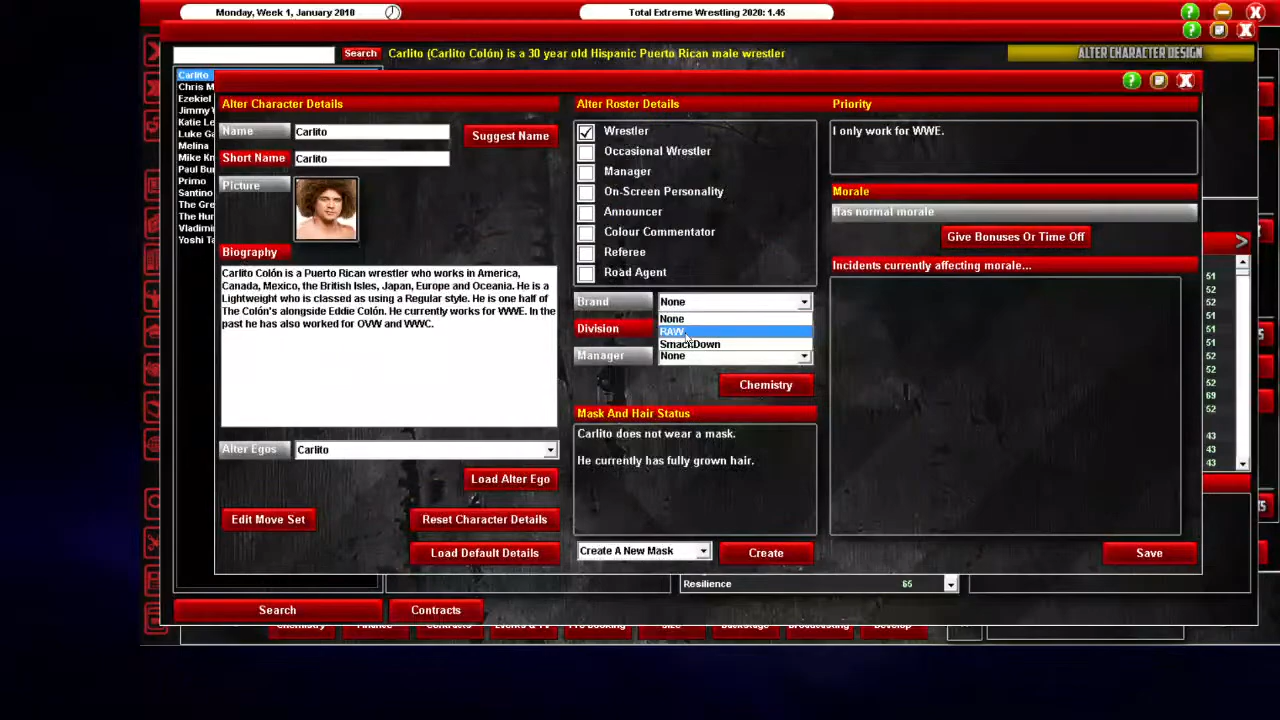 Monday, Week 1, January 2010
Total Extreme Wrestling 2020: 1.45
Search
Carlito (Carlito Colón) is a 30 year old Hispanic Puerto Rican male wrestler
ALTER CHARACTER DESIGN
Carlito
Chris M
Ezekiel
Jimmy
Katie Le
Luke Ga
Melina
Mike Kn
Paul Bu
Primo
Santino
The Gre
The Hur
Vladimi
Yoshi Ta
Alter Character Details
Name
Carlito
Suggest Name
Short Name
Carlito
Picture
Biography
Carlito Colón is a Puerto Rican wrestler who works in America,
Canada, Mexico, the British Isles, Japan, Europe and Oceania. He is a
Lightweight who is classed as using a Regular style. He is one half of
The Colón's alongside Eddie Colón. He currently works for WWE. In the
past he has also worked for OVW and WWC.
Alter Egos
Carlito
Load Alter Ego
Edit Move Set
Reset Character Details
Load Default Details
Alter Roster Details
Wrestler
Occasional Wrestler
Manager
On-Screen Personality
Announcer
Colour Commentator
Referee
Road Agent
Brand
None
None
Division
RAW
SmackDown
Manager
None
Chemistry
Mask And Hair Status
Carlito does not wear a mask.
He currently has fully grown hair.
Create A New Mask
Create
Priority
I only work for WWE.
Morale
Has normal morale
Give Bonuses Or Time Off
Incidents currently affecting morale...
Save
51
52
52
51
51
51
52
52
52
69
52
43
43
43
Resilience
65
Search
Contracts